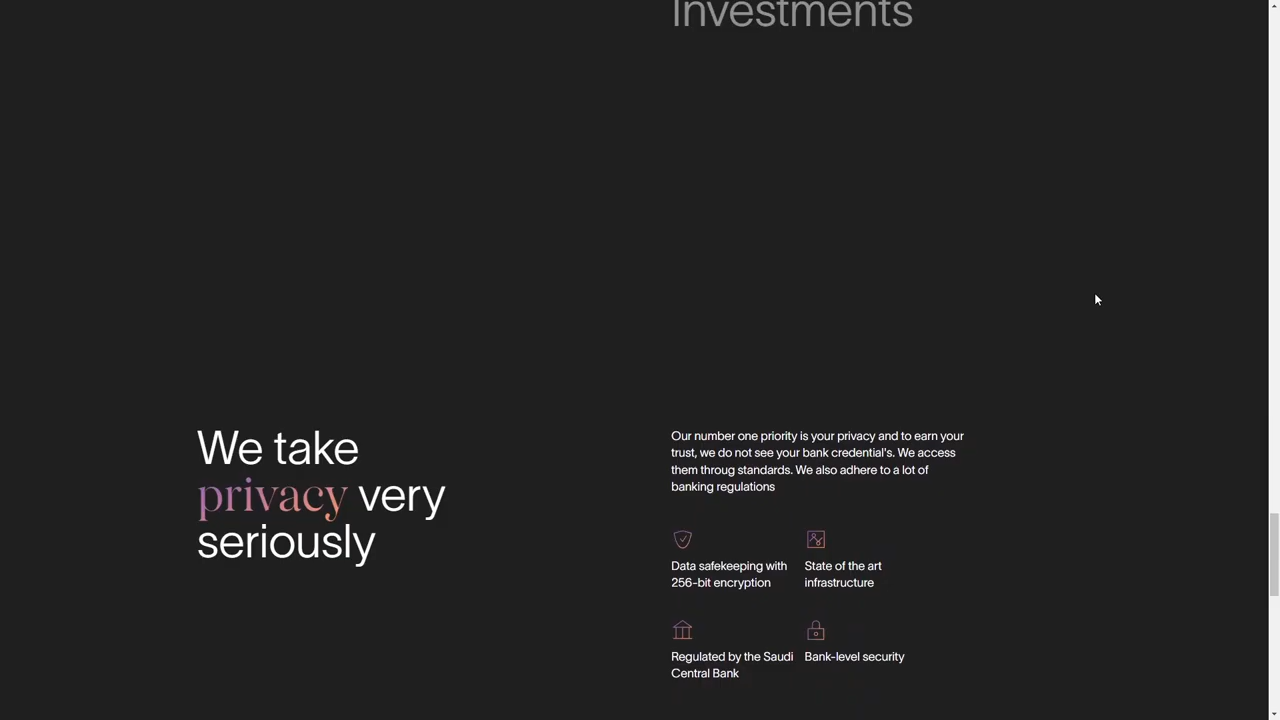 Investments
We take
privacy very
seriously
Our number one priority is your privacy and to earn your
trust, we do not see your bank credential's. We access
them throug standards. We also adhere to a lot of
banking regulations
Data safekeeping with
256-bit encryption
State of the art
infrastructure
Regulated by the Saudi
Central Bank
Bank-level security